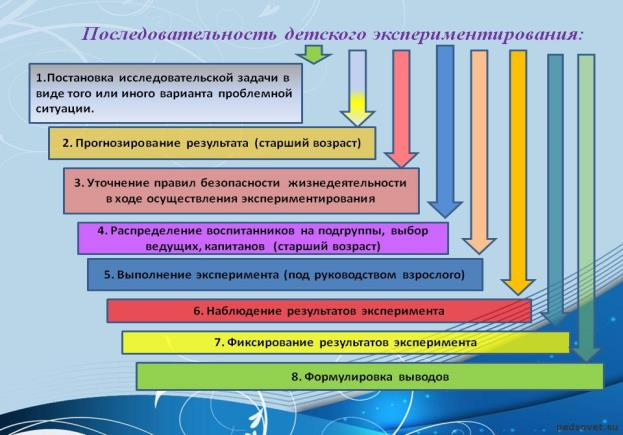 Последовательность детского экспериментирования:
1.Постановка исследовательской задачи в
виде того или иного варианта проблемной
ситуации.
2. Прогнозирование результата (старший возраст)
3. Уточнение правил безопасности жизнедеятельности
в ходе осуществления экспериментирования
4. Распределение воспитанников на подгруппы, выбор
ведущих, капитанов (старший возраст)
5. Выполнение эксперимента (под руководством взрослого)
6. Наблюдение результатов эксперимента
7. Фиксирование результатов эксперимента
8. Формулировка выводов
pedsovet.su